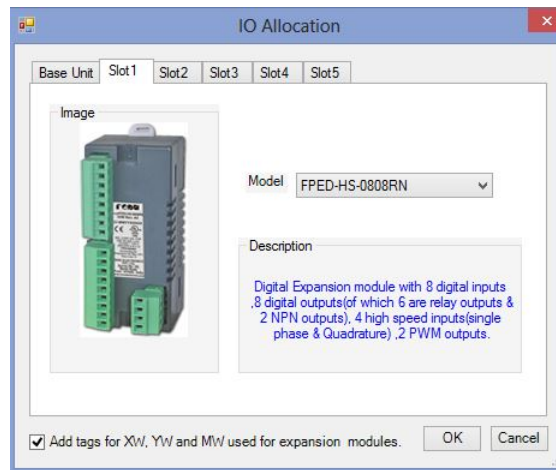 IO Allocation
Base Unit Slot1 Slot2 Slot3 Slot4 Slot5
Image
Model FPED-HS-0808RN
Description
Digital Expansion module with 8 digital inputs
,8 digital outputs(of which 6 are relay outputs &
2 NPN outputs), 4 high speed inputs(single
phase & Quadrature) ,2 PWM outputs.
Add tags for XW, YW and MW used for expansion modules.
OK Cancel